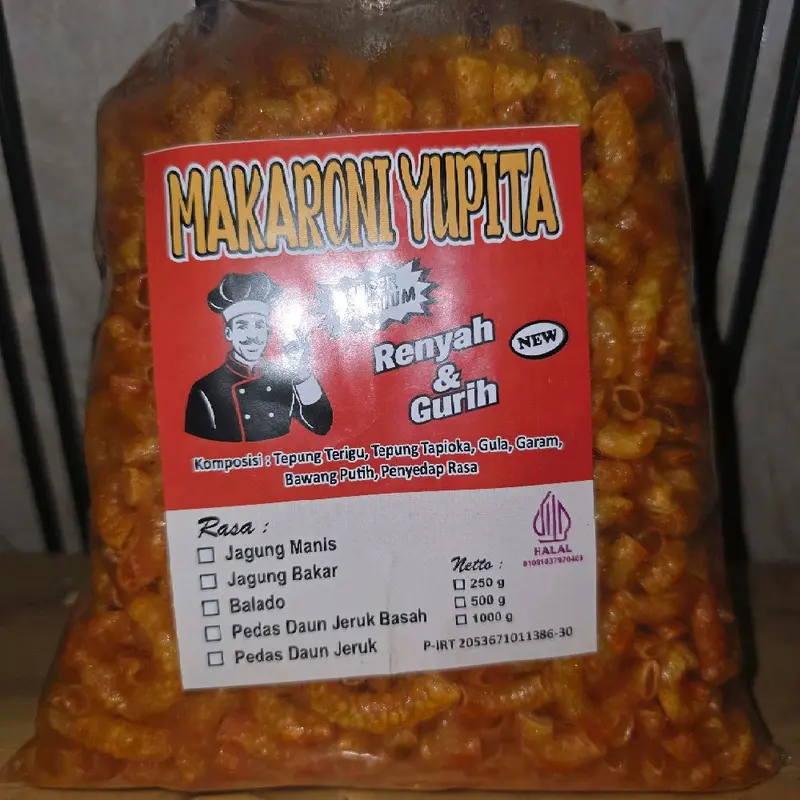 MAKARONI YUPITA
Renyah
&
Gurih
NEW
Komposisi : Tepung Terigu, Tepung Tapioka, Gula, Garam,
Bawang Putih, Penyedap Rasa
Rasa :
Jagung Manis
Jagung Bakar
Balado
Pedas Daun Jeruk Basah
Pedas Daun Jeruk
Netto :
250 g
500 g
1000 g
P-IRT 2053671011386-30
HALAL